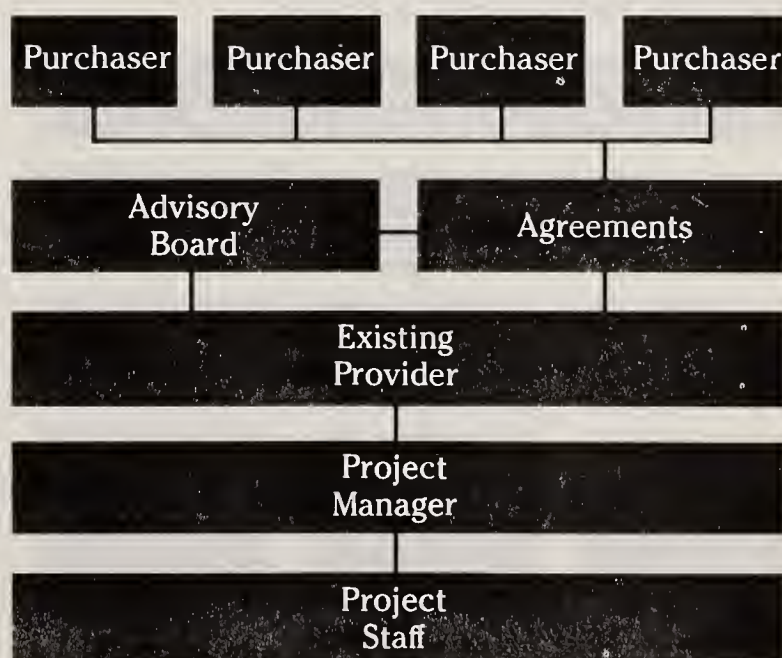 Purchaser
Purchaser
Purchaser
Purchaser
Advisory
Board
Agreements
Existing
Provider
Project
Manager
Project
Staff